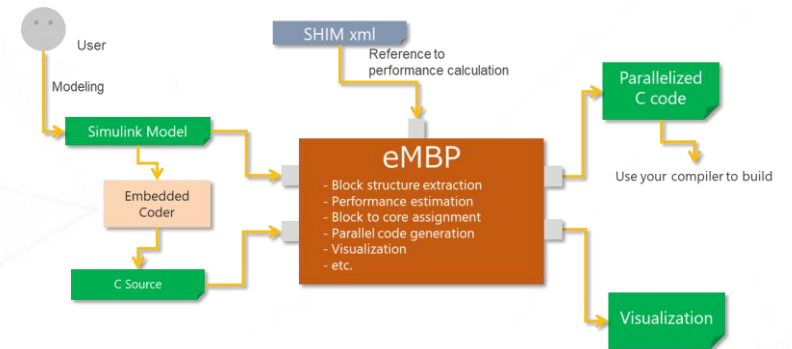 User
Modeling
Simulink Model
Embedded
Coder
C Source
SHIM xml
Reference to
performance calculation
eMBP
- Block structure extraction
- Performance estimation
- Block to core assignment
- Parallel code generation
- Visualization
- etc.
Parallelized
C code
Use your compiler to build
Visualization